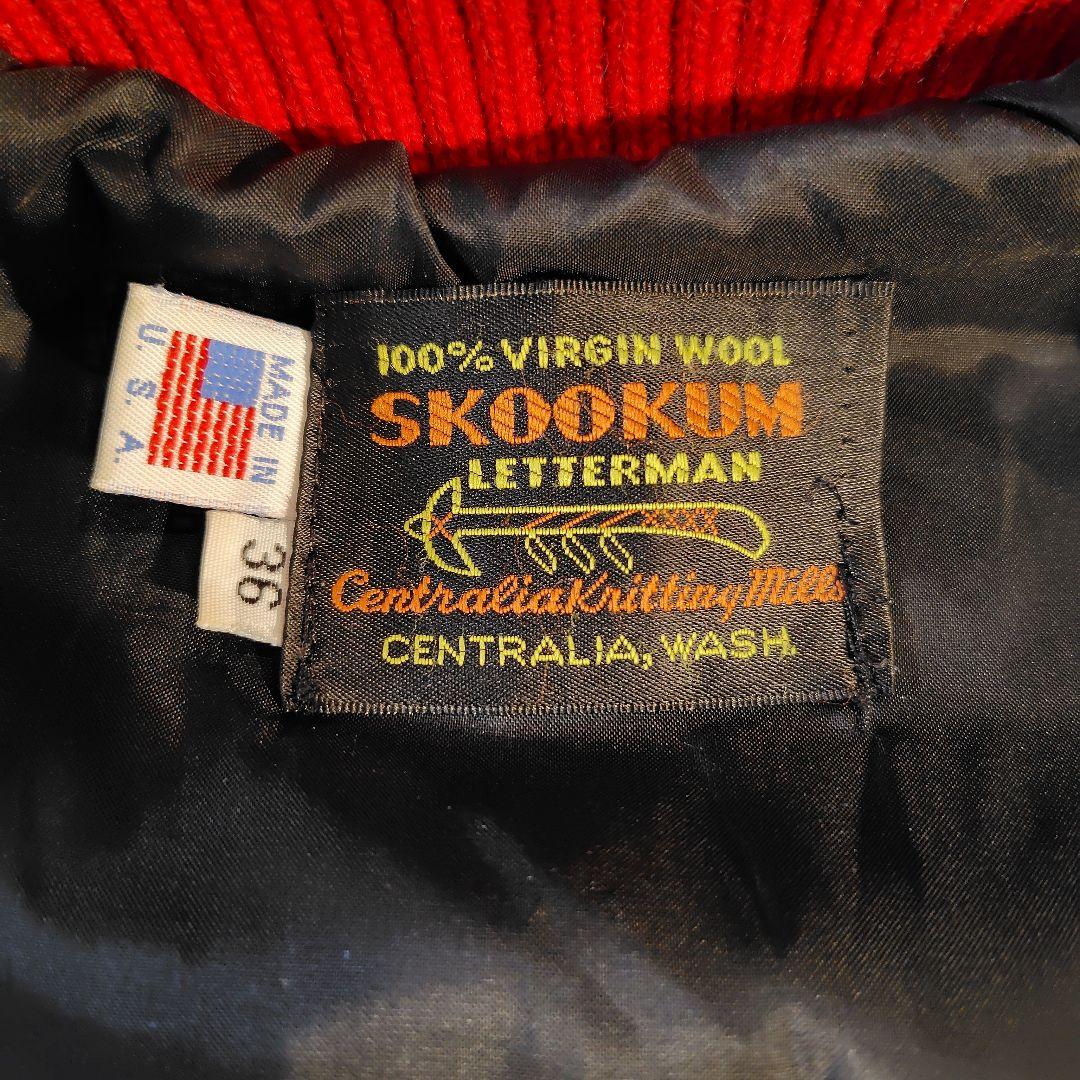 100% VIRGIN WOOL
SKOOKUM
LETTERMAN
Centralia Knitting Mills
CENTRALIA, WASH.
MADE IN
U. S. A.
36